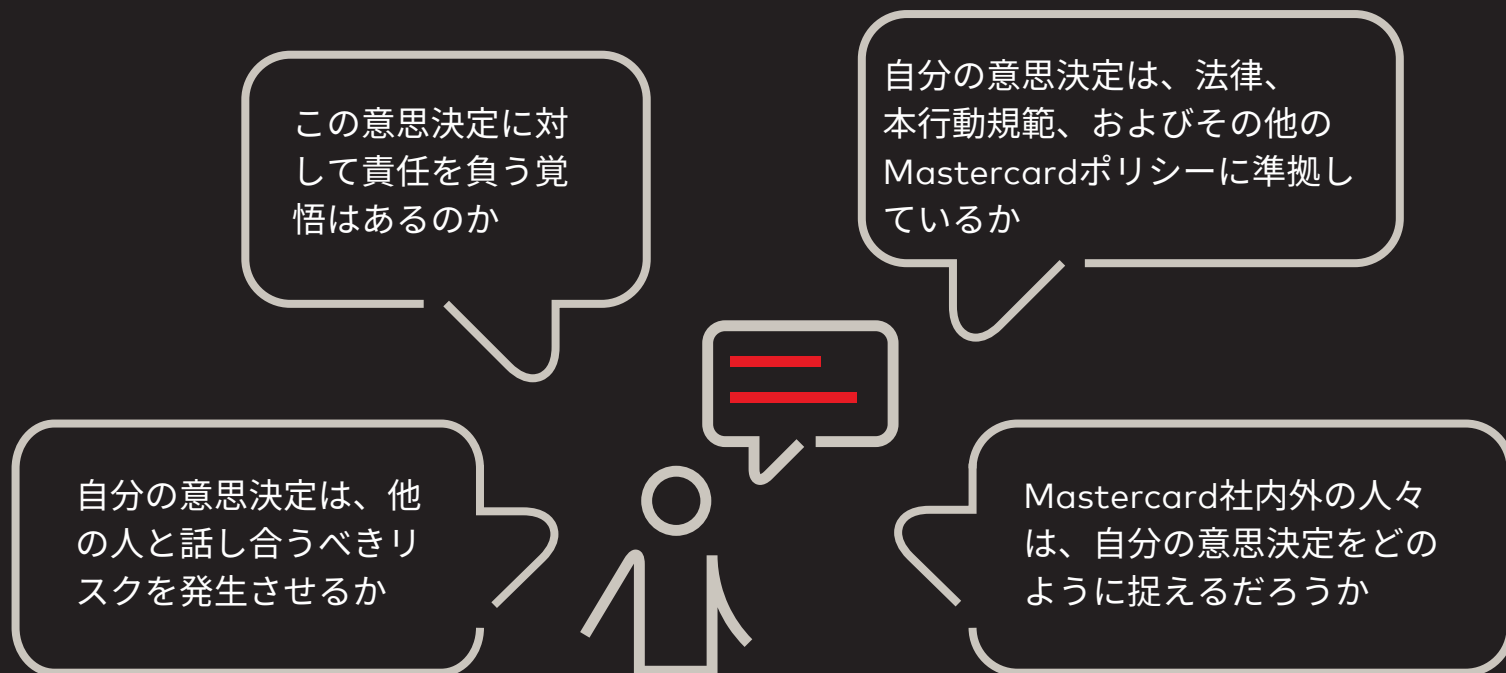 この意思決定に対
して責任を負う覚
悟はあるのか
自分の意思決定は、法律、
本行動規範、およびその他の
Mastercardポリシーに準拠し
ているか
自分の意思決定は、他
の人と話し合うべきリ
スクを発生させるか
Mastercard社内外の人々
は、自分の意思決定をどの
ように捉えるだろうか